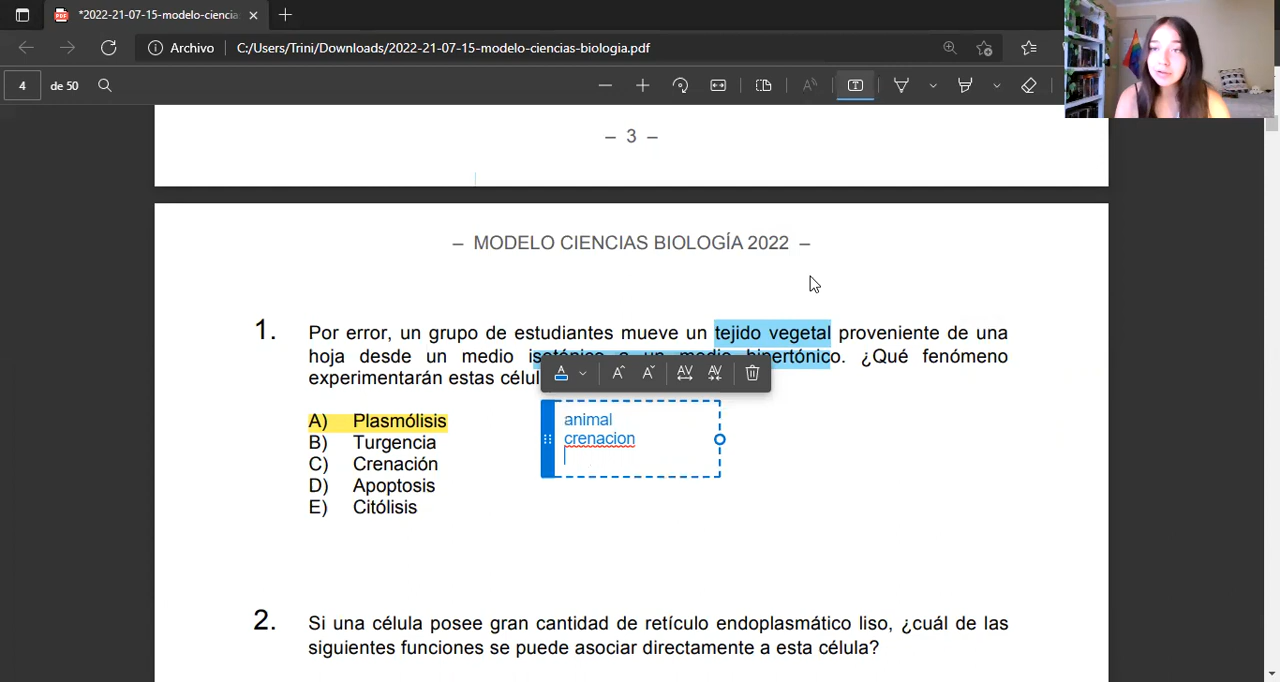 *2022-21-07-15-modelo-ciencia
Archivo
C:/Users/Trini/Downloads/2022-21-07-15-modelo-ciencias-biologia.pdf
4
de 50
– 3 –
– MODELO CIENCIAS BIOLOGÍA 2022 –
1. Por error, un grupo de estudiantes mueve un tejido vegetal proveniente de una
hoja desde un medio isotónico a un medio hipertónico. ¿Qué fenómeno
experimentarán estas célul
A) Plasmólisis
B) Turgencia
C) Crenación
D) Apoptosis
E) Citólisis
animal
crenacion
2. Si una célula posee gran cantidad de retículo endoplasmático liso, ¿cuál de las
siguientes funciones se puede asociar directamente a esta célula?